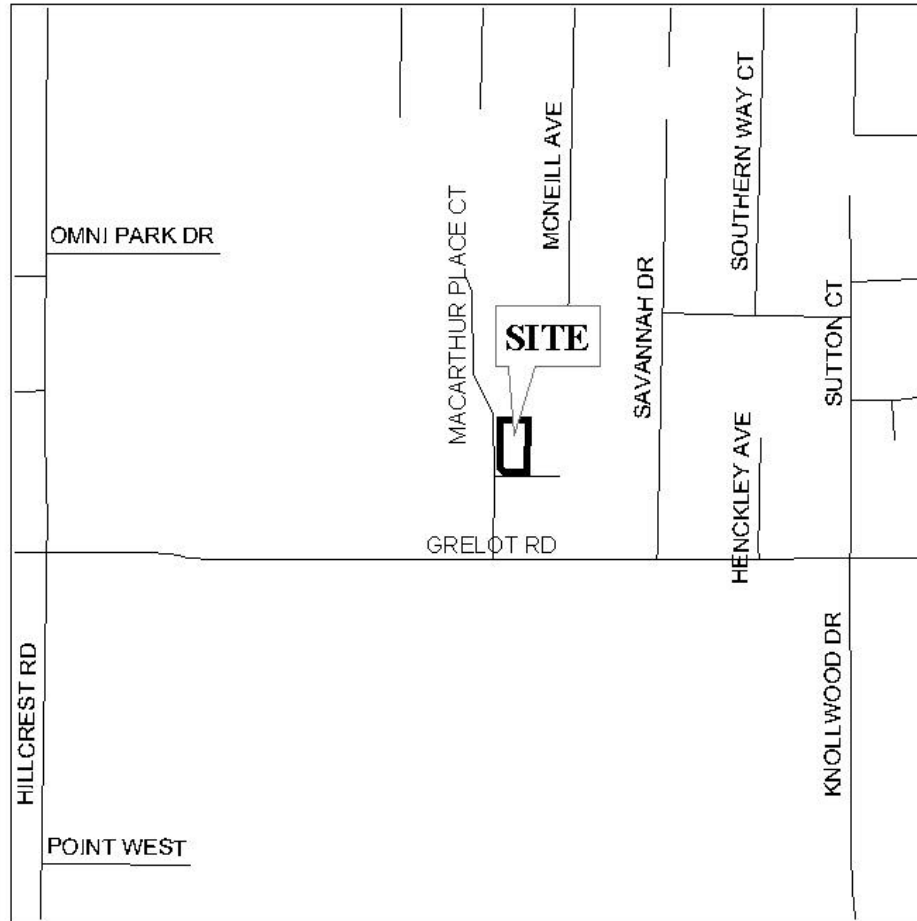 MCNEILL AVE
SOUTHERN WAY CT
OMNI PARK DR
MACARTHUR PLACE CT
SITE
SAVANNAH DR
SUTTON CT
HENCKLEY AVE
GRELOT RD
HILLCREST RD
KNOLLWOOD DR
POINT WEST